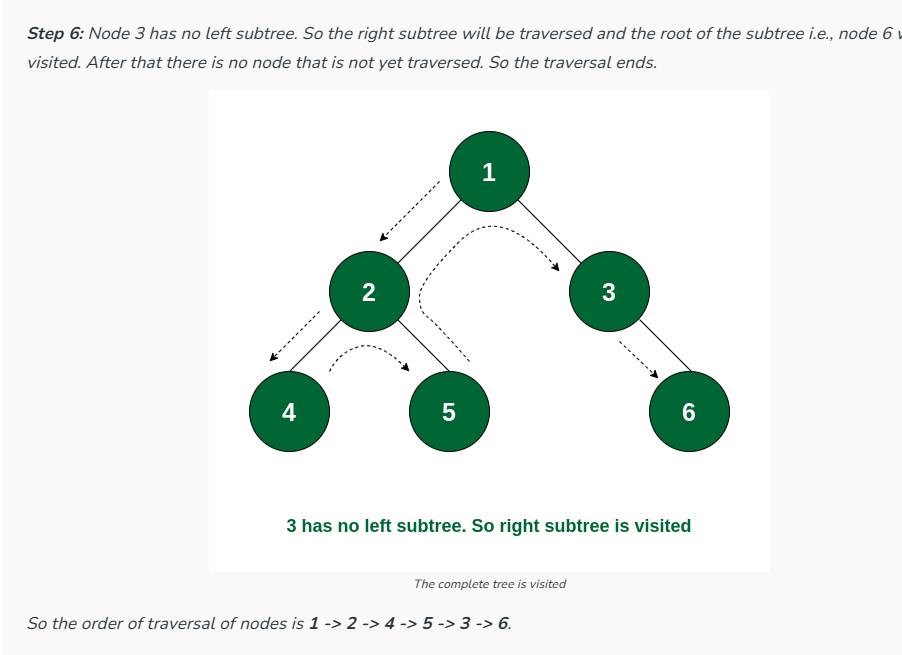 Step 6: Node 3 has no left subtree. So the right subtree will be traversed and the root of the subtree i.e., node 6
visited. After that there is no node that is not yet traversed. So the traversal ends.
1
2
3
4
5
6
3 has no left subtree. So right subtree is visited
The complete tree is visited
So the order of traversal of nodes is 1 -> 2 -> 4 -> 5 -> 3 -> 6.